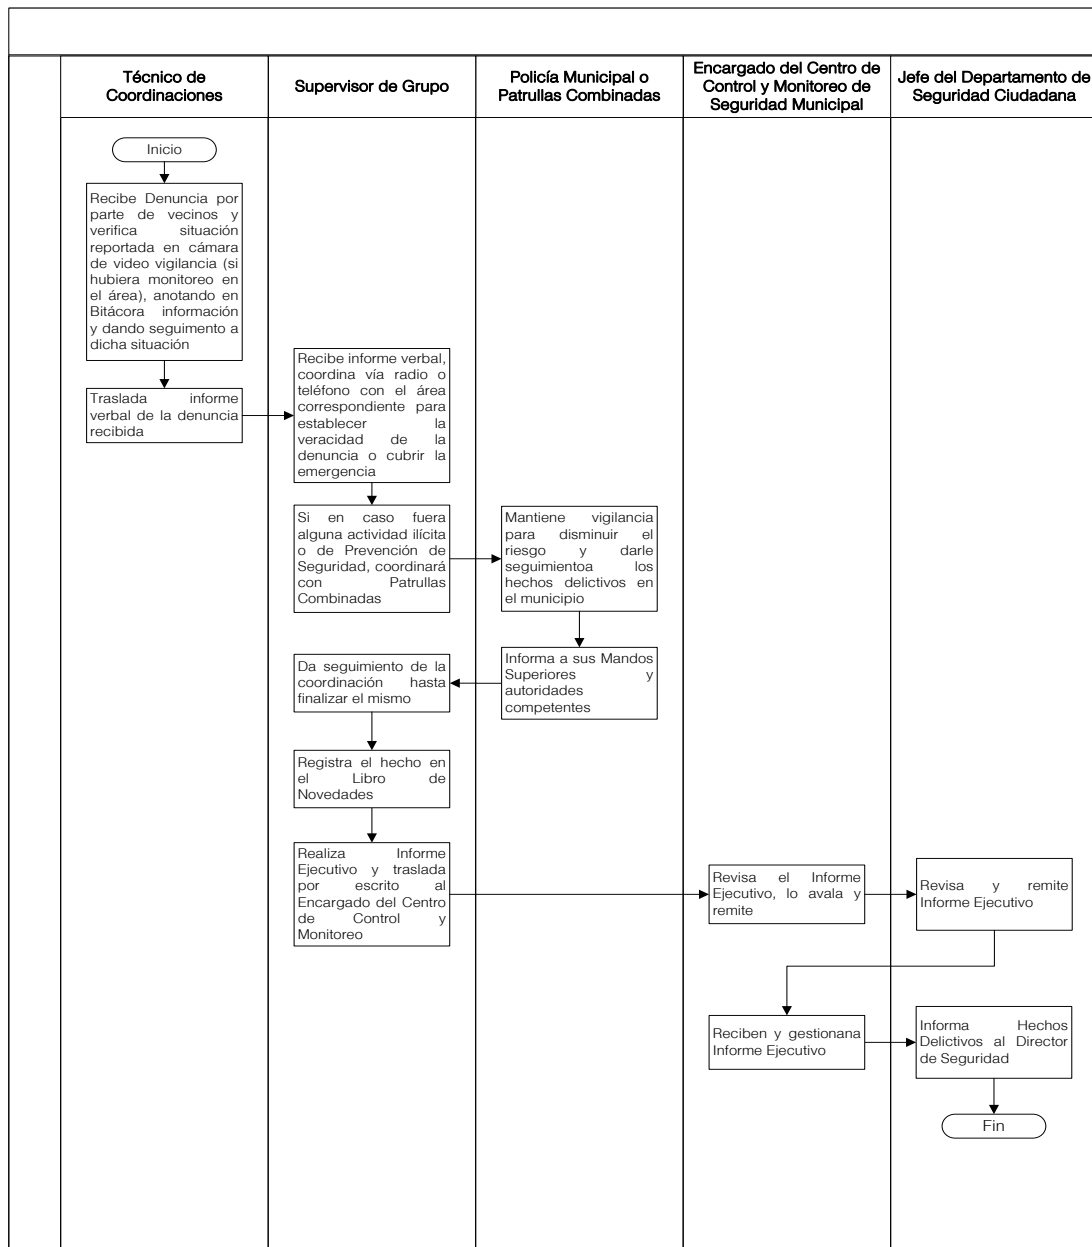 Técnico de
Coordinaciones
Supervisor de Grupo
Policía Municipal o
Patrullas Combinadas
Encargado del Centro de
Control y Monitoreo de
Seguridad Municipal
Jefe del Departamento de
Seguridad Ciudadana
Inicio
Recibe Denuncia por
parte de vecinos y
verifica situación
reportada en cámara
de video vigilancia (si
hubiera monitoreo en
el área), anotando en
Bitácora información
y dando seguimento a
dicha situación
Traslada informe
verbal de la denuncia
recibida
Recibe informe verbal,
coordina vía radio o
teléfono con el área
correspondiente para
establecer la
veracidad de la
denuncia o cubrir la
emergencia
Si en caso fuera
alguna actividad ilícita
o de Prevención de
Seguridad, coordinará
con Patrullas
Combinadas
Mantiene vigilancia
para disminuir el
riesgo y darle
seguimientoa los
hechos delictivos en
el municipio
Informa a sus Mandos
Superiores y
autoridades
competentes
Da seguimiento de la
coordinación hasta
finalizar el mismo
Registra el hecho en
el Libro de
Novedades
Realiza Informe
Ejecutivo y traslada
por escrito al
Encargado del Centro
de Control y
Monitoreo
Revisa el Informe
Ejecutivo, lo avala y
remite
Revisa y remite
Informe Ejecutivo
Reciben y gestionana
Informe Ejecutivo
Informa Hechos
Delictivos al Director
de Seguridad
Fin